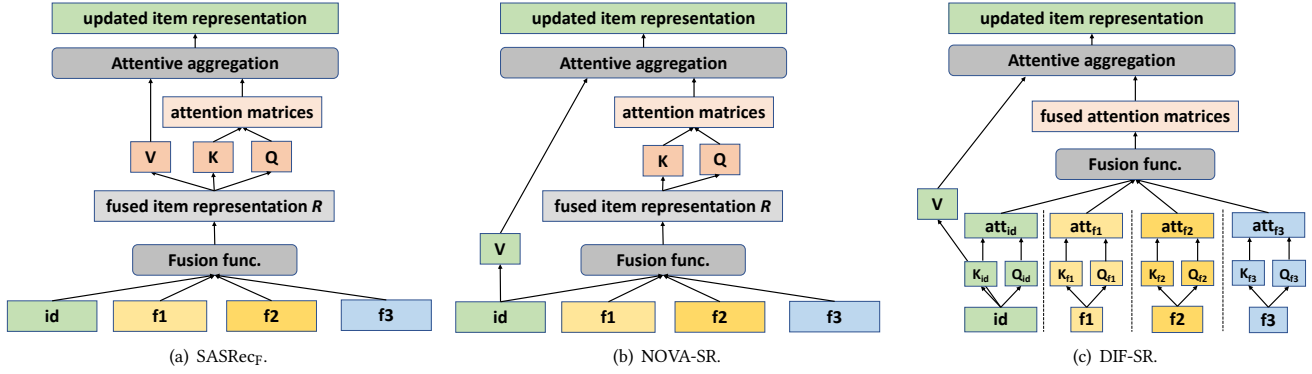 updated item representation
Attentive aggregation
attention matrices
V K Q
fused item representation R
Fusion func.
id f1 f2 f3
(a) SASRecF.
updated item representation
Attentive aggregation
attention matrices
K Q
fused item representation R
V
Fusion func.
id f1 f2 f3
(b) NOVA-SR.
updated item representation
Attentive aggregation
fused attention matrices
Fusion func.
V
attid attf1 attf2 attf3
Kid Qid Kf1 Qf1 Kf2 Qf2 Kf3 Qf3
id f1 f2 f3
(c) DIF-SR.